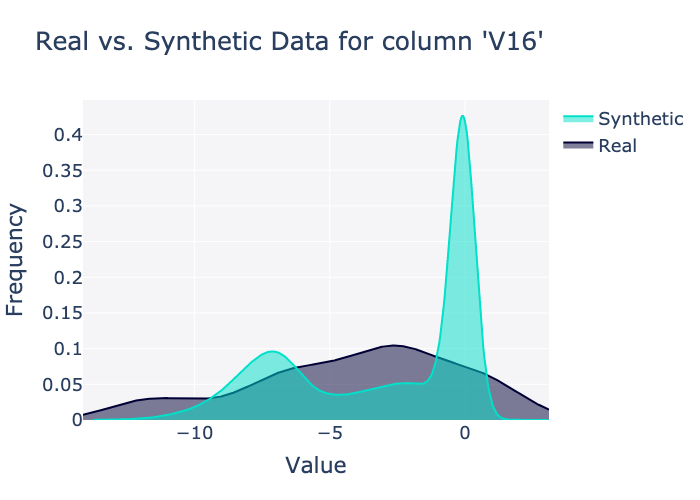 Real vs. Synthetic Data for column 'V16'
Synthetic
Real
Frequency
0.4
0.35
0.3
0.25
0.2
0.15
0.1
0.05
0
−10
−5
0
Value